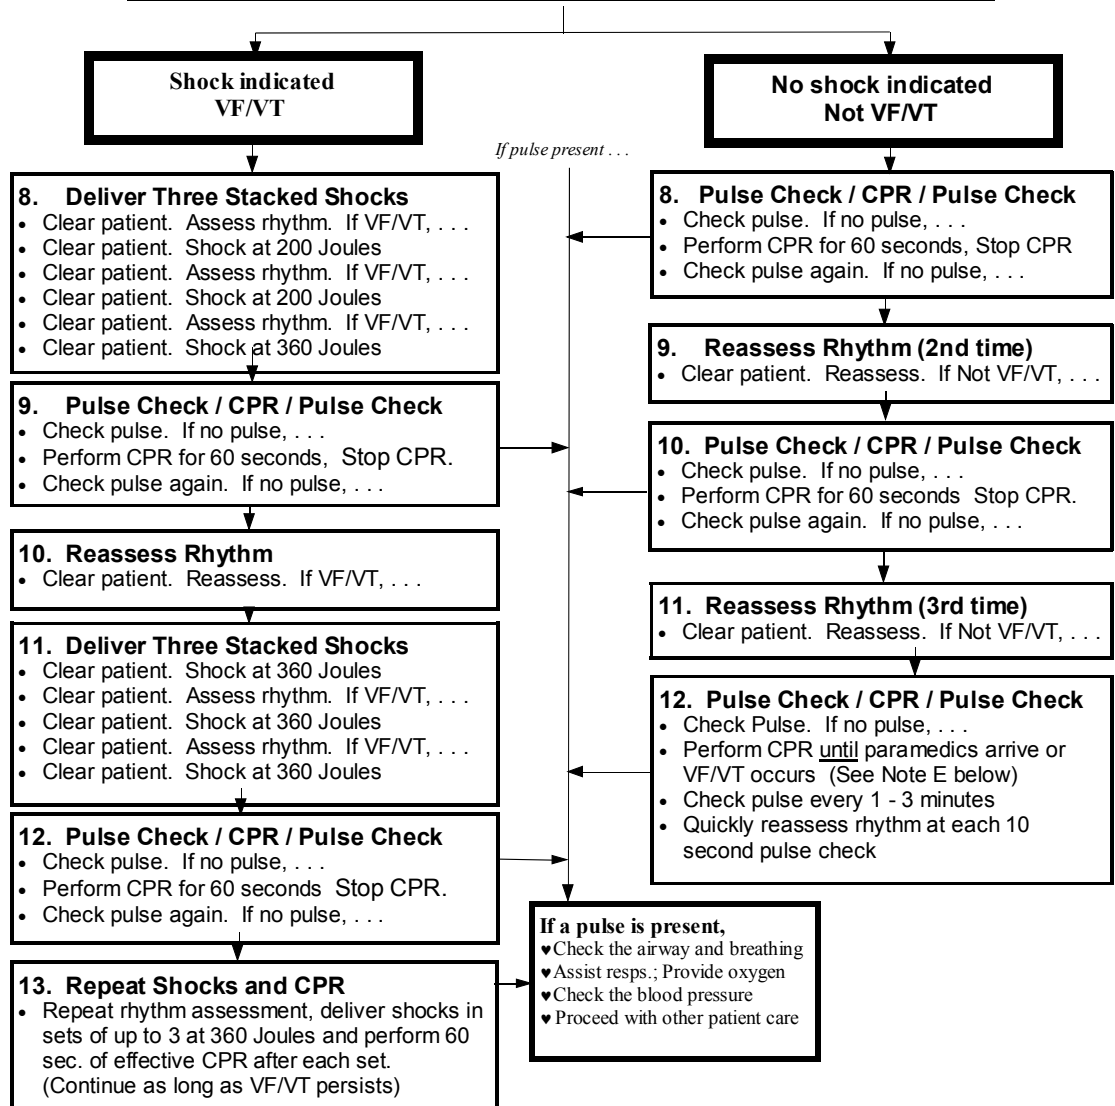 Shock indicated
VF/VT
8. Deliver Three Stacked Shocks
• Clear patient. Assess rhythm. If VF/VT, . . .
• Clear patient. Shock at 200 Joules
• Clear patient. Assess rhythm. If VF/VT, . . .
• Clear patient. Shock at 200 Joules
• Clear patient. Assess rhythm. If VF/VT, . . .
• Clear patient. Shock at 360 Joules
9. Pulse Check / CPR / Pulse Check
• Check pulse. If no pulse, . . .
• Perform CPR for 60 seconds, Stop CPR.
• Check pulse again. If no pulse, . . .
10. Reassess Rhythm
• Clear patient. Reassess. If VF/VT, . . .
11. Deliver Three Stacked Shocks
• Clear patient. Shock at 360 Joules
• Clear patient. Assess rhythm. If VF/VT, . . .
• Clear patient. Shock at 360 Joules
• Clear patient. Assess rhythm. If VF/VT, . . .
• Clear patient. Shock at 360 Joules
12. Pulse Check / CPR / Pulse Check
• Check pulse. If no pulse, . . .
• Perform CPR for 60 seconds Stop CPR.
• Check pulse again. If no pulse, . . .
13. Repeat Shocks and CPR
• Repeat rhythm assessment, deliver shocks in
sets of up to 3 at 360 Joules and perform 60
sec. of effective CPR after each set.
(Continue as long as VF/VT persists)
If pulse present . . .
No shock indicated
Not VF/VT
8. Pulse Check / CPR / Pulse Check
• Check pulse. If no pulse, . . .
• Perform CPR for 60 seconds, Stop CPR
• Check pulse again. If no pulse, . . .
9. Reassess Rhythm (2nd time)
• Clear patient. Reassess. If Not VF/VT, . . .
10. Pulse Check / CPR / Pulse Check
• Check pulse. If no pulse, . . .
• Perform CPR for 60 seconds Stop CPR.
• Check pulse again. If no pulse, . . .
11. Reassess Rhythm (3rd time)
• Clear patient. Reassess. If Not VF/VT, . . .
12. Pulse Check / CPR / Pulse Check
• Check Pulse. If no pulse, . . .
• Perform CPR until paramedics arrive or
VF/VT occurs (See Note E below)
• Check pulse every 1 - 3 minutes
• Quickly reassess rhythm at each 10
second pulse check
If a pulse is present,
♥Check the airway and breathing
♥Assist resps.; Provide oxygen
♥Check the blood pressure
♥Proceed with other patient care